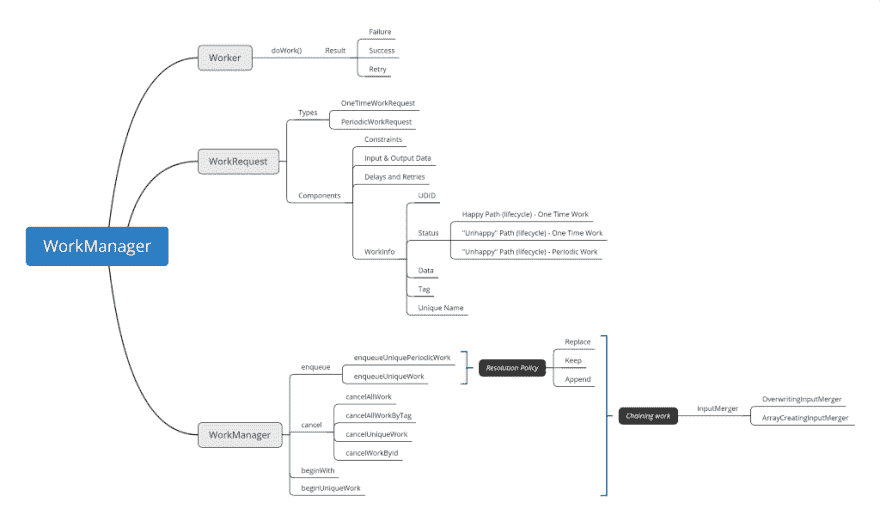 WorkManager
Worker
doWork()
Result
Failure
Success
Retry
WorkRequest
Types
OneTimeWorkRequest
PeriodicWorkRequest
Components
Constraints
Input & Output Data
Delays and Retries
WorkInfo
UDID
Status
Happy Path (lifecycle) - One Time Work
"Unhappy" Path (lifecycle) - One Time Work
"Unhappy" Path (lifecycle) - Periodic Work
Data
Tag
Unique Name
WorkManager
enqueue
enqueueUniquePeriodicWork
enqueueUniqueWork
Resolution Policy
Replace
Keep
Append
cancel
cancelAllWork
cancelAllWorkByTag
cancelUniqueWork
cancelWorkById
beginWith
beginUniqueWork
Chaining work
InputMerger
OverwritingInputMerger
ArrayCreatingInputMerger